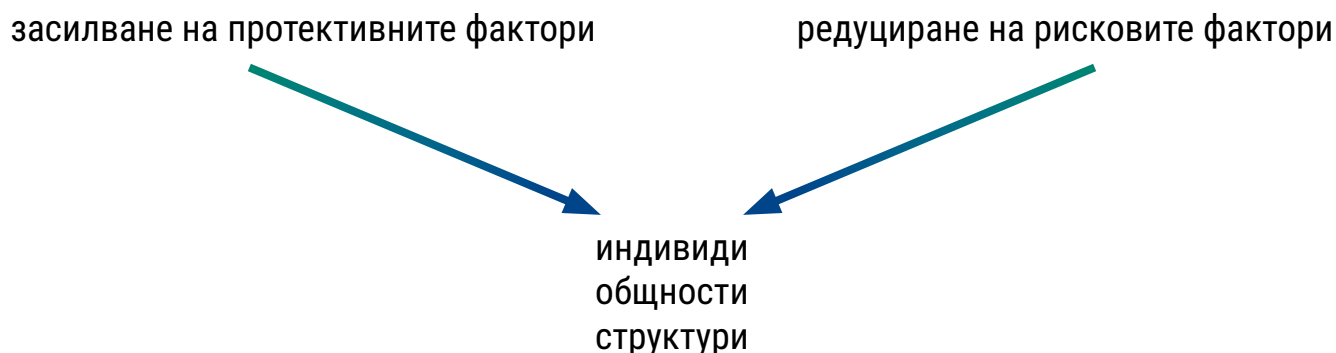 засилване на протективните фактори
редуциране на рисковите фактори
индивиди
общности
структури